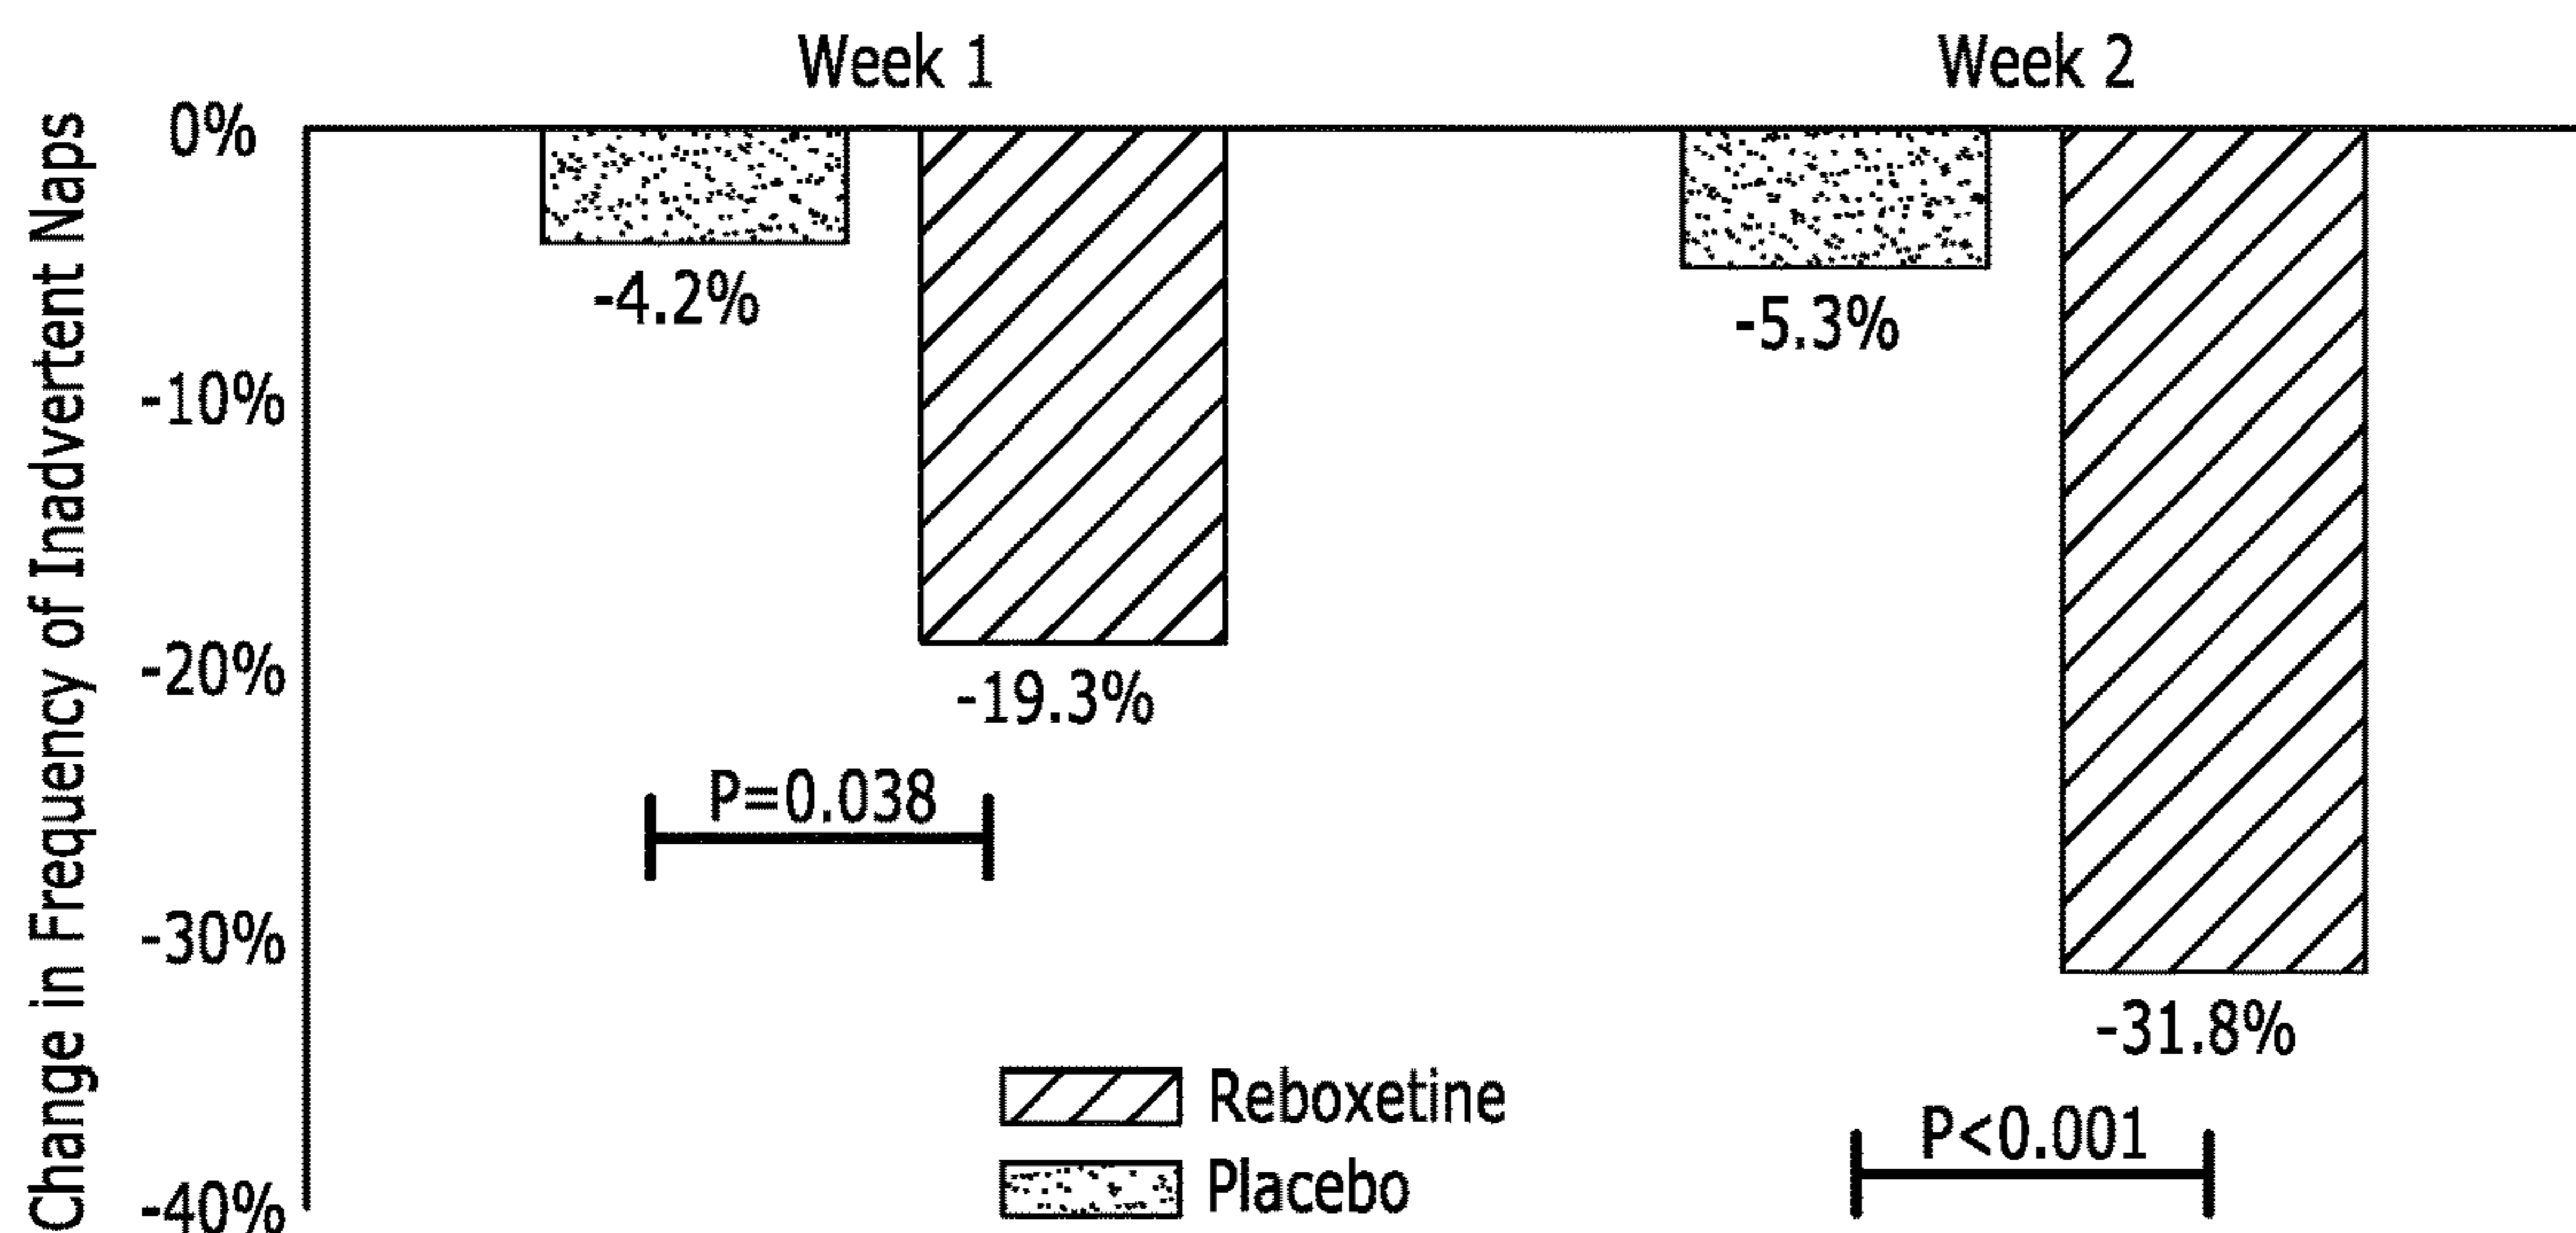 Week 1
Week 2
Change in Frequency of Inadvertent Naps
0%
-10%
-20%
-30%
-40%
-4.2%
-19.3%
-5.3%
-31.8%
P=0.038
P<0.001
Reboxetine
Placebo